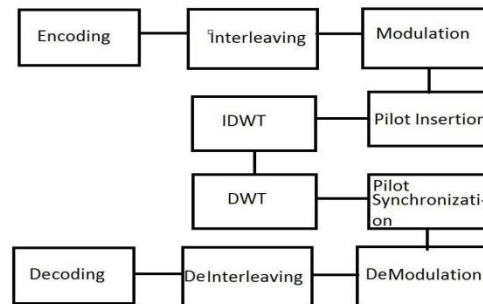 Encoding
Interleaving
Modulation
IDWT
Pilot Insertion
DWT
Pilot
Synchronizati-
on
Decoding
DeInterleaving
DeModulation